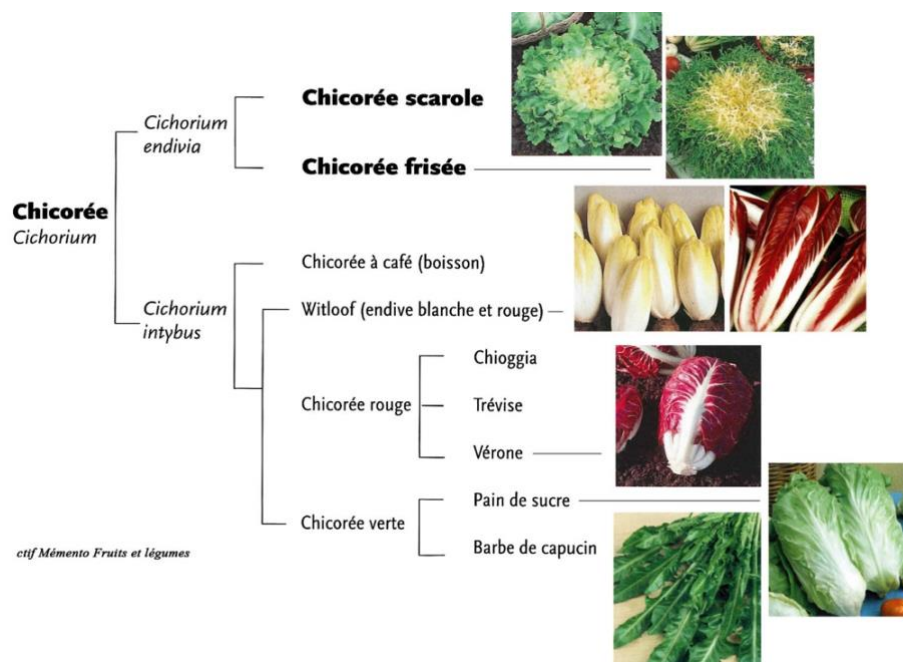 Chicorée scarole
Cichorium
endivia
Chicorée frisée
Chicorée
Cichorium
Chicorée à café (boisson)
Cichorium
intybus
Witloof (endive blanche et rouge)
Chioggia
Chicorée rouge
Trévise
Vérone
Pain de sucre
Chicorée verte
Barbe de capucin
ctif Mémento Fruits et légumes